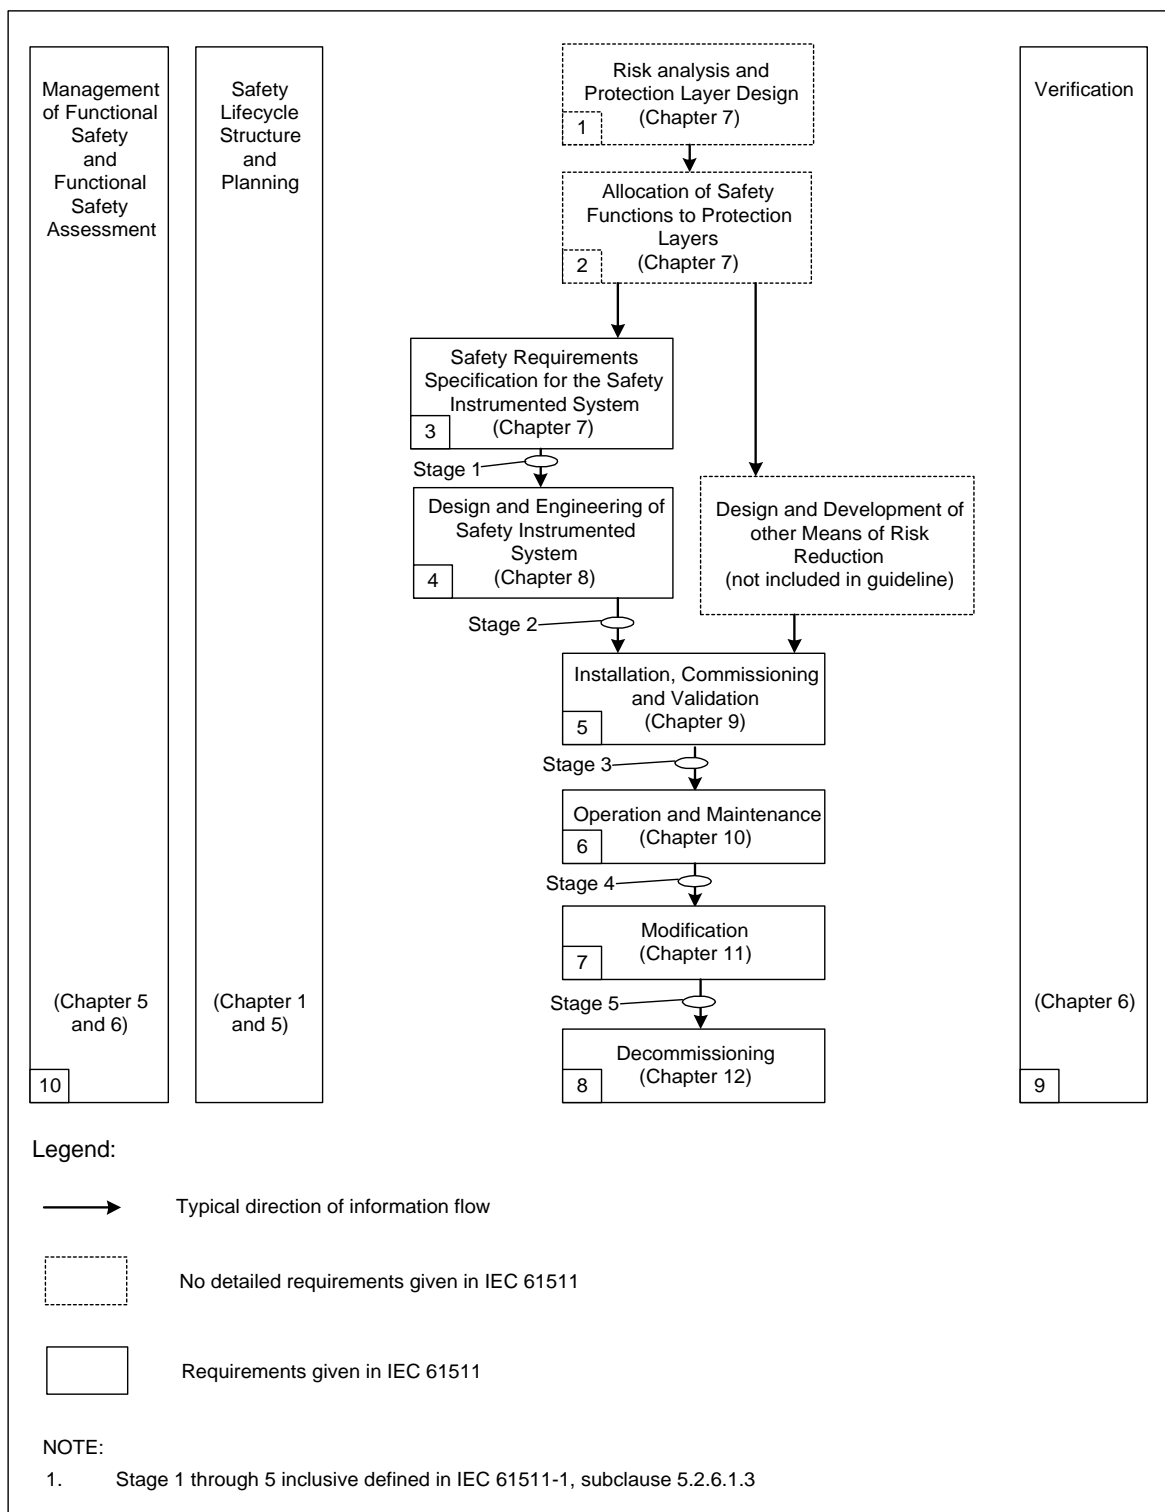 Management
of Functional
Safety
and
Functional
Safety
Assessment
(Chapter 5
and 6)
10
Safety
Lifecycle
Structure
and
Planning
(Chapter 1
and 5)
Risk analysis and
Protection Layer Design
(Chapter 7)
1
Allocation of Safety
Functions to Protection
Layers
(Chapter 7)
2
Safety Requirements
Specification for the Safety
Instrumented System
(Chapter 7)
3
Stage 1
Design and Engineering of
Safety Instrumented
System
(Chapter 8)
4
Design and Development of
other Means of Risk
Reduction
(not included in guideline)
Stage 2
Installation, Commissioning
and Validation
(Chapter 9)
5
Stage 3
Operation and Maintenance
(Chapter 10)
6
Stage 4
Modification
(Chapter 11)
7
Stage 5
Decommissioning
(Chapter 12)
8
Verification
(Chapter 6)
9
Legend:
Typical direction of information flow
No detailed requirements given in IEC 61511
Requirements given in IEC 61511
NOTE:
1. Stage 1 through 5 inclusive defined in IEC 61511-1, subclause 5.2.6.1.3